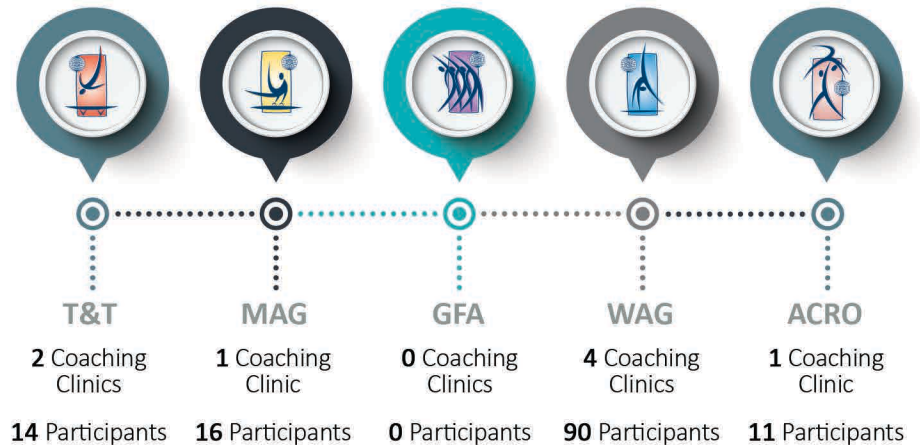 T&T
2 Coaching
Clinics
14 Participants
MAG
1 Coaching
Clinic
16 Participants
GFA
0 Coaching
Clinics
0 Participants
WAG
4 Coaching
Clinics
90 Participants
ACRO
1 Coaching
Clinic
11 Participants